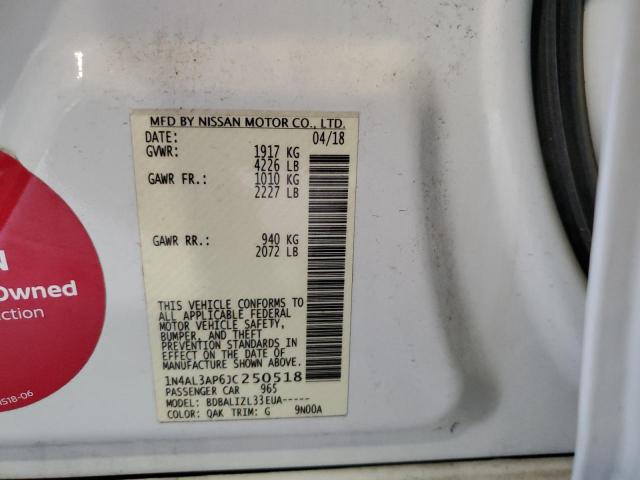 MFD BY NISSAN MOTOR CO., LTD.
DATE: 04/18
GVWR: 1917 KG
4226 LB
GAWR FR.: 1010 KG
2227 LB
GAWR RR.: 940 KG
2072 LB
THIS VEHICLE CONFORMS TO
ALL APPLICABLE FEDERAL
MOTOR VEHICLE SAFETY,
BUMPER, AND THEFT
PREVENTION STANDARDS
IN EFFECT ON THE DATE OF
MANUFACTURE SHOWN ABOVE.
1N4AL3AP6JC250518
PASSENGER CAR 965
MODEL: BDBALIZL33EUA-----
COLOR: QAK TRIM: G 9N00A
N
Owned
ction
1S18-06